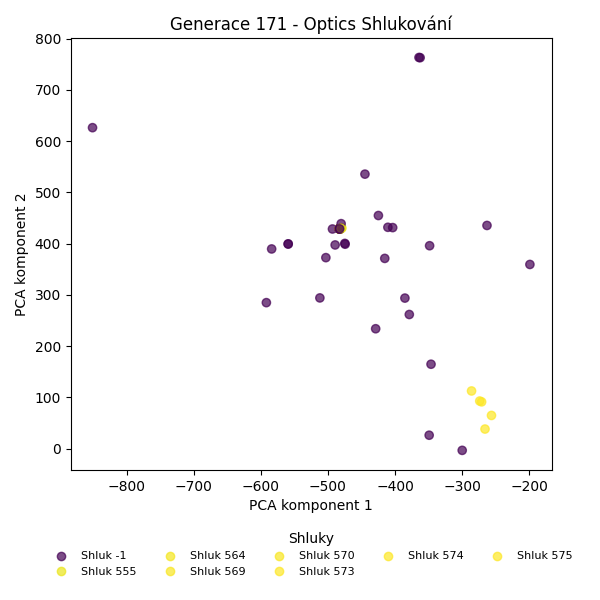 Generace 171 - Optics Shlukování
800
700
600
500
400
300
200
100
0
PCA komponent 2
−800 −700 −600 −500 −400 −300 −200
PCA komponent 1
Shluky
Shluk -1 Shluk 564 Shluk 570 Shluk 574 Shluk 575
Shluk 555 Shluk 569 Shluk 573